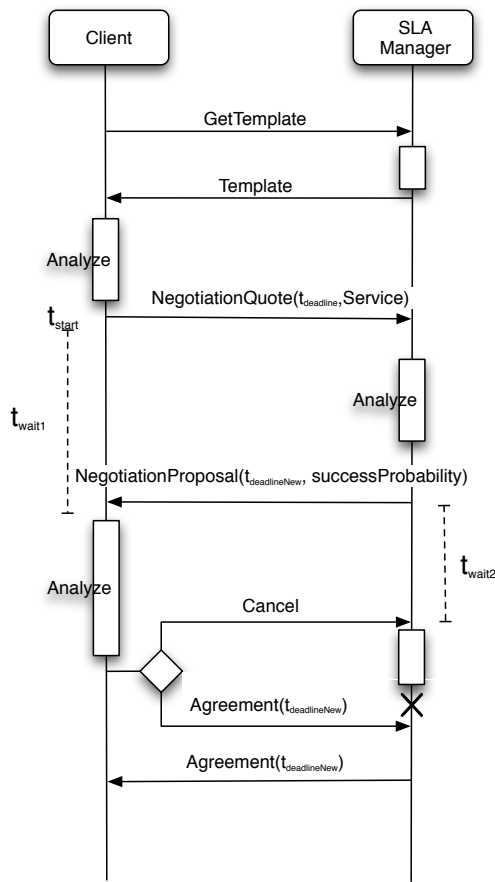 Client
SLA
Manager
GetTemplate
Template
Analyze
NegotiationQuote(tdeadline,Service)
tstart
Analyze
twait1
NegotiationProposal(tdeadlineNew, successProbability)
twait2
Analyze
Cancel
Agreement(tdeadlineNew)
Agreement(tdeadlineNew)